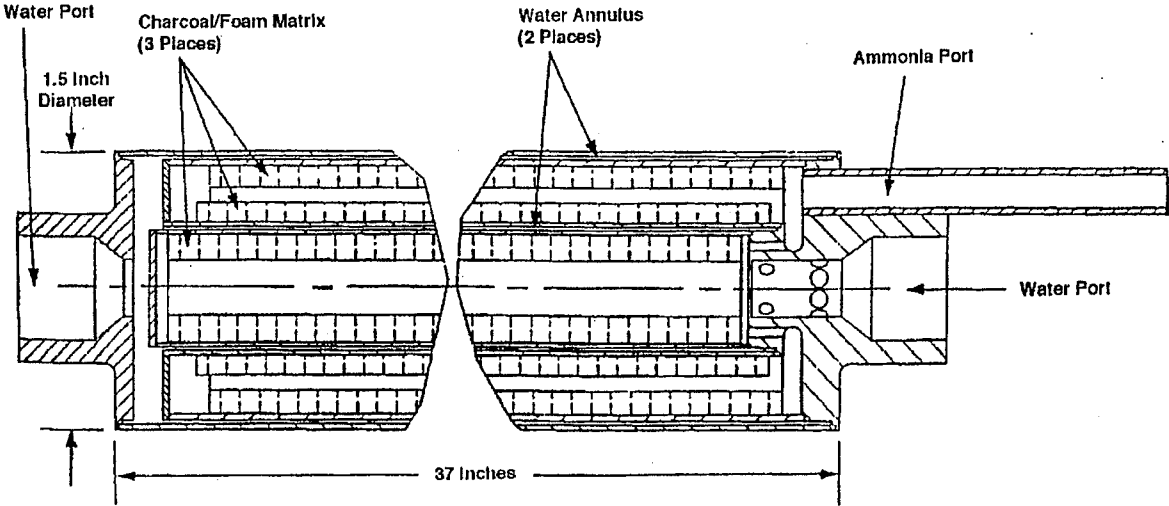 Water Port
Charcoal/Foam Matrix
(3 Places)
Water Annulus
(2 Places)
Ammonia Port
1.5 Inch
Diameter
Water Port
37 Inches